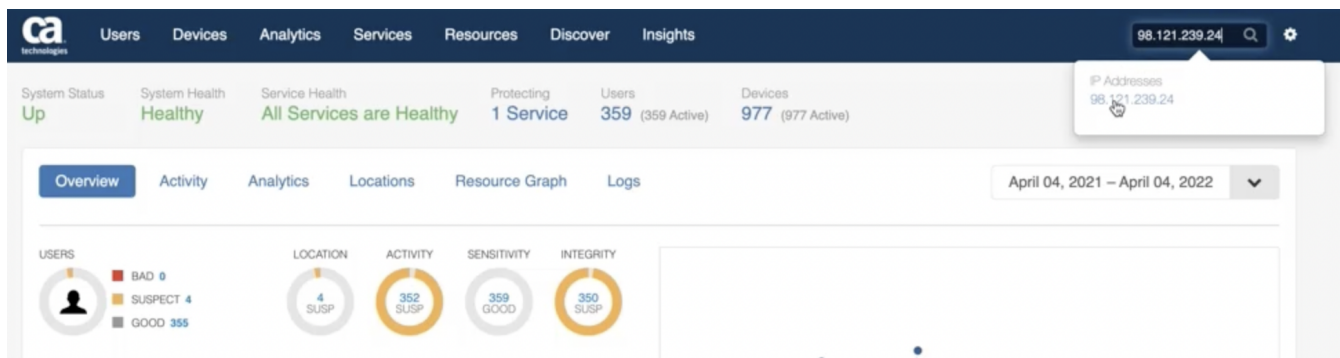 ca
technologies
Users Devices Analytics Services Resources Discover Insights
98.121.239.24
IP Addresses
98.121.239.24
System Status System Health Service Health Protecting Users Devices
Up Healthy All Services are Healthy 1 Service 359 (359 Active) 977 (977 Active)
Overview Activity Analytics Locations Resource Graph Logs April 04, 2021 – April 04, 2022
USERS LOCATION ACTIVITY SENSITIVITY INTEGRITY
BAD 0
SUSPECT 4
GOOD 355
4 352 359 350
SUSP SUSP GOOD SUSP